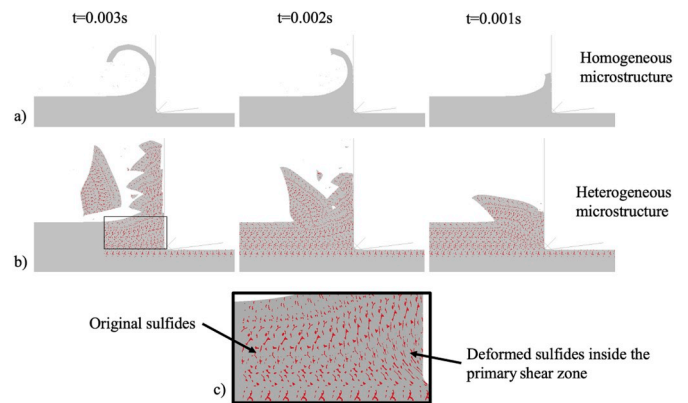 t=0.003s
t=0.002s
t=0.001s
Homogeneous
microstructure
a)
Heterogeneous
microstructure
b)
Original sulfides
Deformed sulfides inside the
primary shear zone
c)